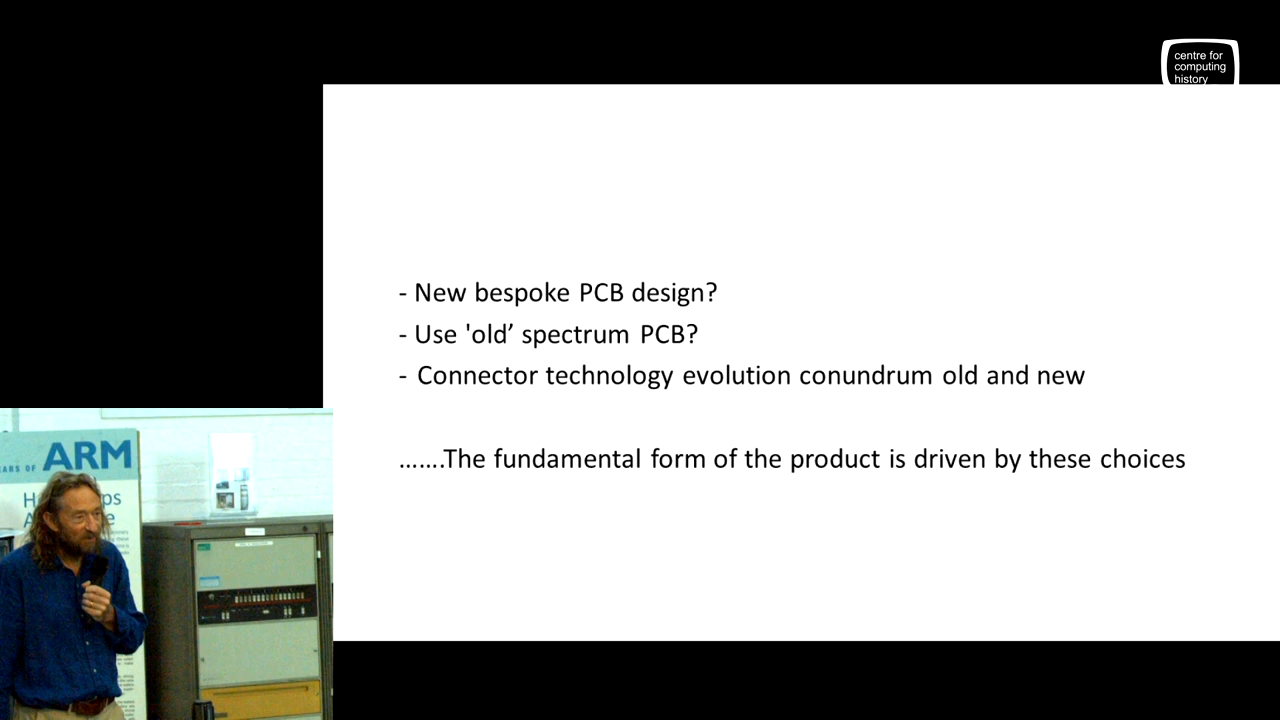 centre for
computing
history
- New bespoke PCB design?
- Use 'old’ spectrum PCB?
- Connector technology evolution conundrum old and new
…….The fundamental form of the product is driven by these choices
OF ARM